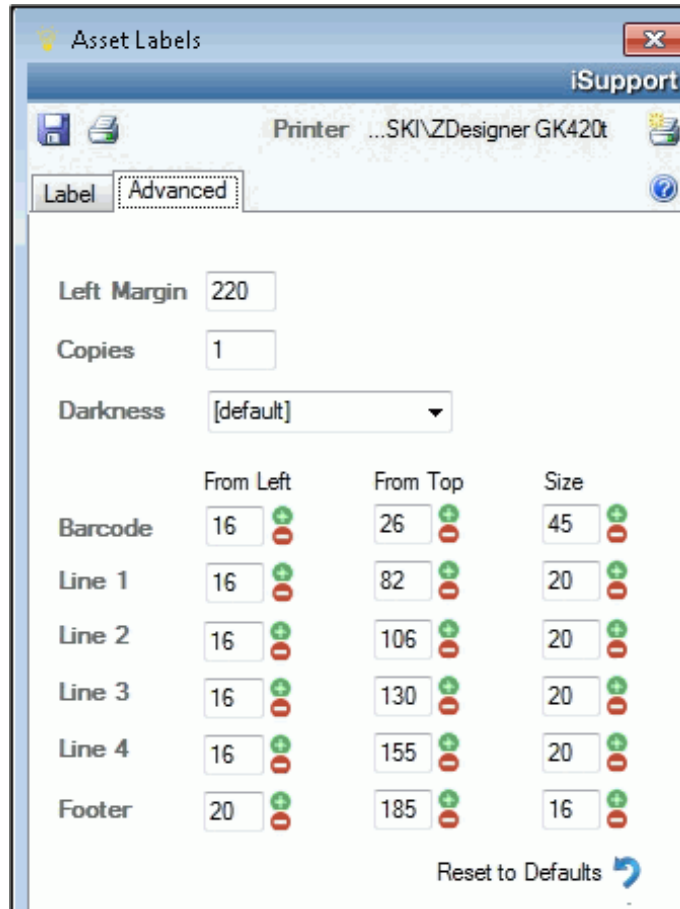 Asset Labels
iSupport
Printer ...SKI\ZDesigner GK420t
Label Advanced
Left Margin 220
Copies 1
Darkness [default]
From Left From Top Size
Barcode 16 26 45
Line 1 16 82 20
Line 2 16 106 20
Line 3 16 130 20
Line 4 16 155 20
Footer 20 185 16
Reset to Defaults